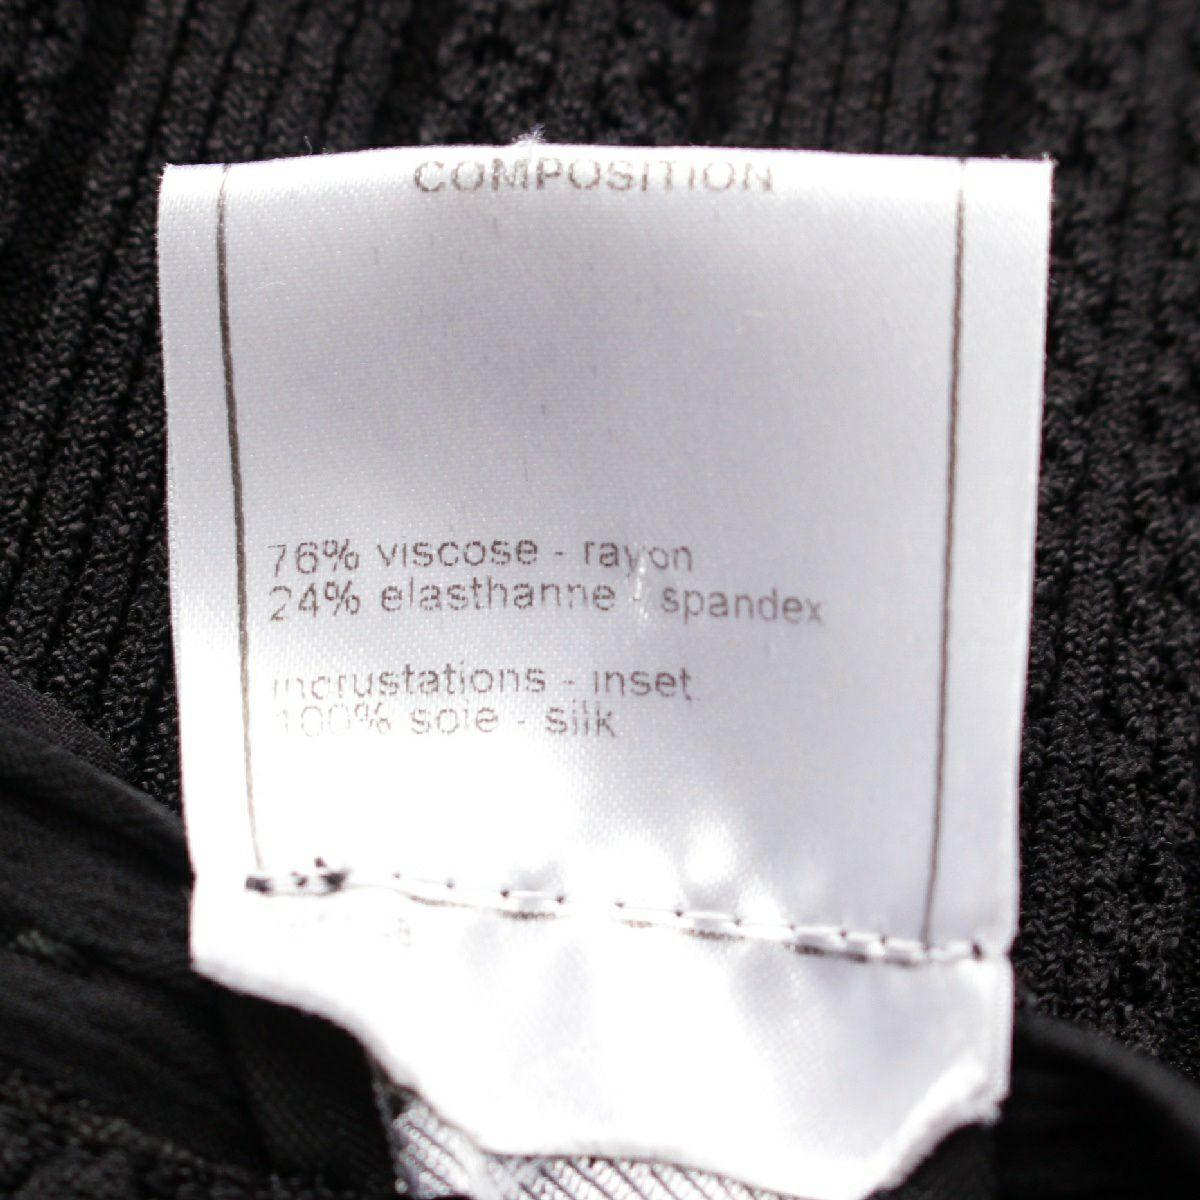 COMPOSITION
76% viscose - rayon
24% elasthanne / spandex
incrustations - inset
100% soie - silk